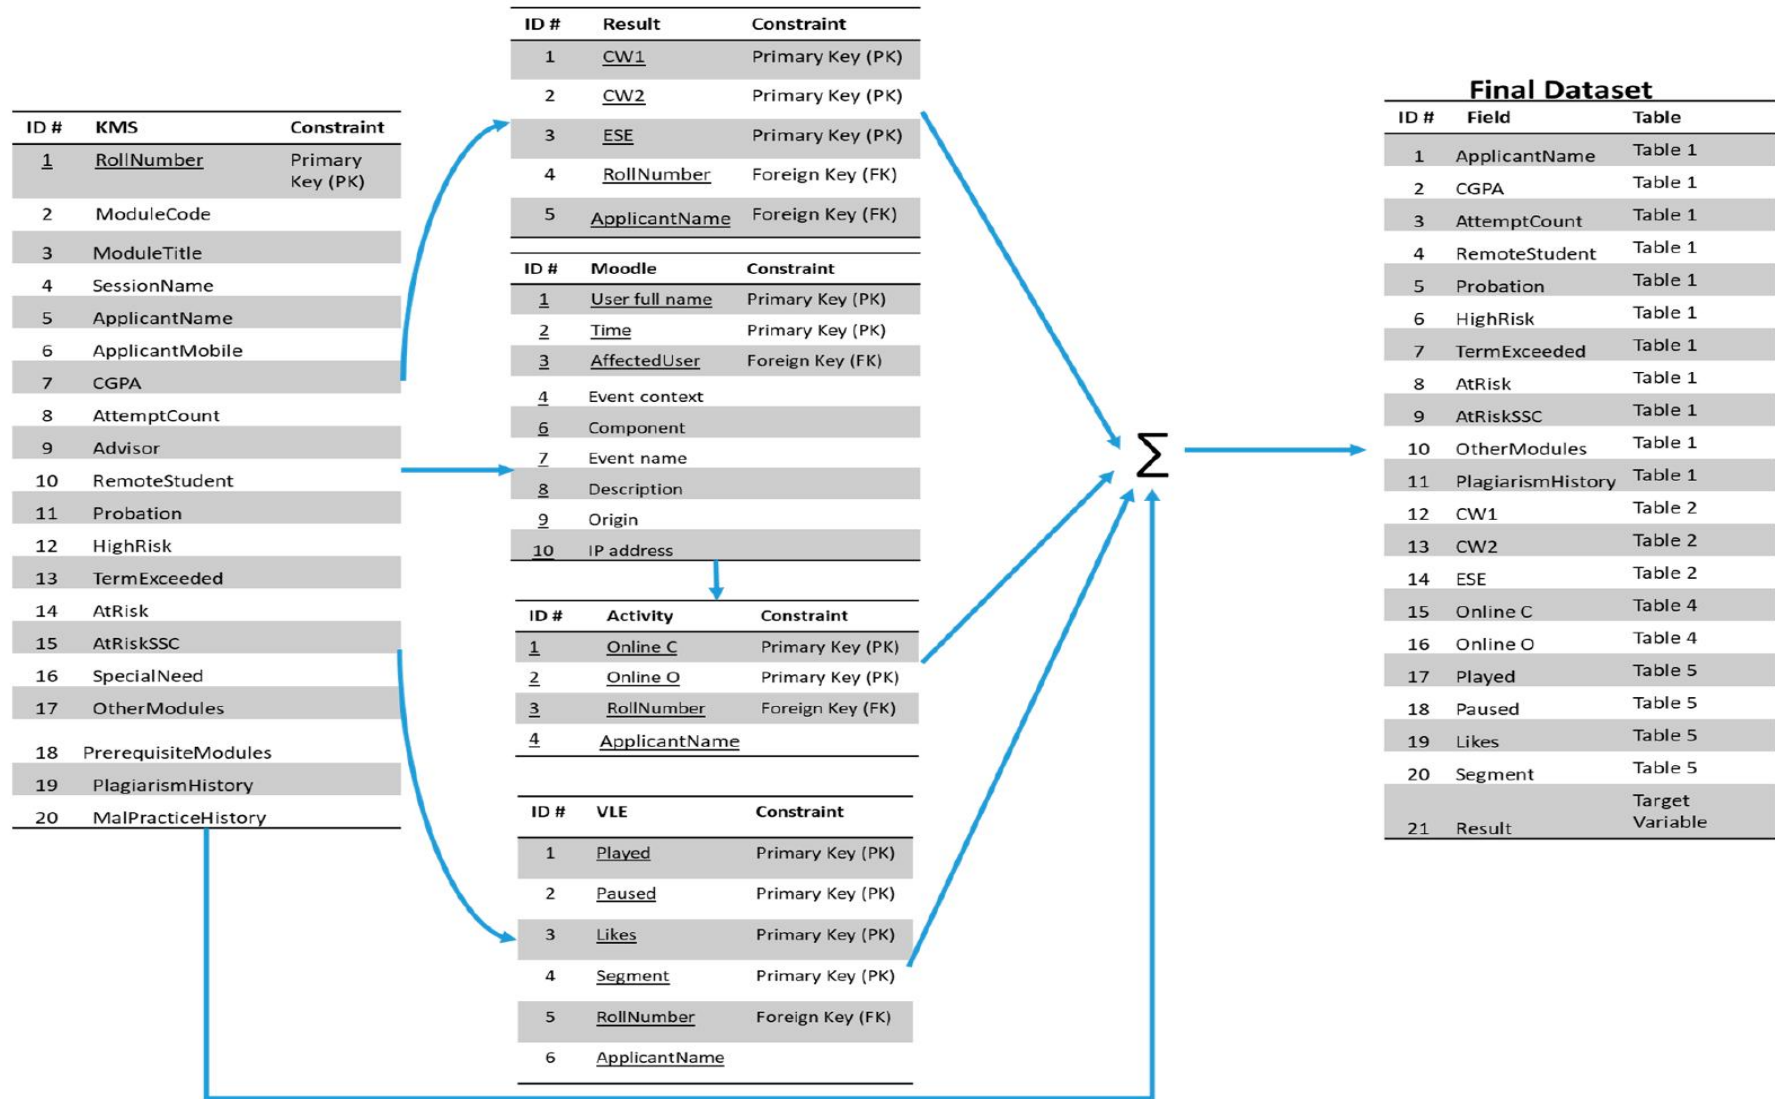 ID # KMS Constraint
1 RollNumber Primary
Key (PK)
2 ModuleCode
3 ModuleTitle
4 SessionName
5 ApplicantName
6 ApplicantMobile
7 CGPA
8 AttemptCount
9 Advisor
10 RemoteStudent
11 Probation
12 HighRisk
13 TermExceeded
14 AtRisk
15 AtRiskSSC
16 SpecialNeed
17 OtherModules
18 PrerequisiteModules
19 PlagiarismHistory
20 MalPracticeHistory
ID # Result Constraint
1 CW1 Primary Key (PK)
2 CW2 Primary Key (PK)
3 ESE Primary Key (PK)
4 RollNumber Foreign Key (FK)
5 ApplicantName Foreign Key (FK)
ID # Moodle Constraint
1 User full name Primary Key (PK)
2 Time Primary Key (PK)
3 AffectedUser Foreign Key (FK)
4 Event context
6 Component
7 Event name
8 Description
9 Origin
10 IP address
ID # Activity Constraint
1 Online C Primary Key (PK)
2 Online O Primary Key (PK)
3 RollNumber Foreign Key (FK)
4 ApplicantName
ID # VLE Constraint
1 Played Primary Key (PK)
2 Paused Primary Key (PK)
3 Likes Primary Key (PK)
4 Segment Primary Key (PK)
5 RollNumber Foreign Key (FK)
6 ApplicantName
Σ
Final Dataset
ID # Field Table
1 ApplicantName Table 1
2 CGPA Table 1
3 AttemptCount Table 1
4 RemoteStudent Table 1
5 Probation Table 1
6 HighRisk Table 1
7 TermExceeded Table 1
8 AtRisk Table 1
9 AtRiskSSC Table 1
10 OtherModules Table 1
11 PlagiarismHistory Table 1
12 CW1 Table 2
13 CW2 Table 2
14 ESE Table 2
15 Online C Table 4
16 Online O Table 4
17 Played Table 5
18 Paused Table 5
19 Likes Table 5
20 Segment Table 5
Target
21 Result Variable